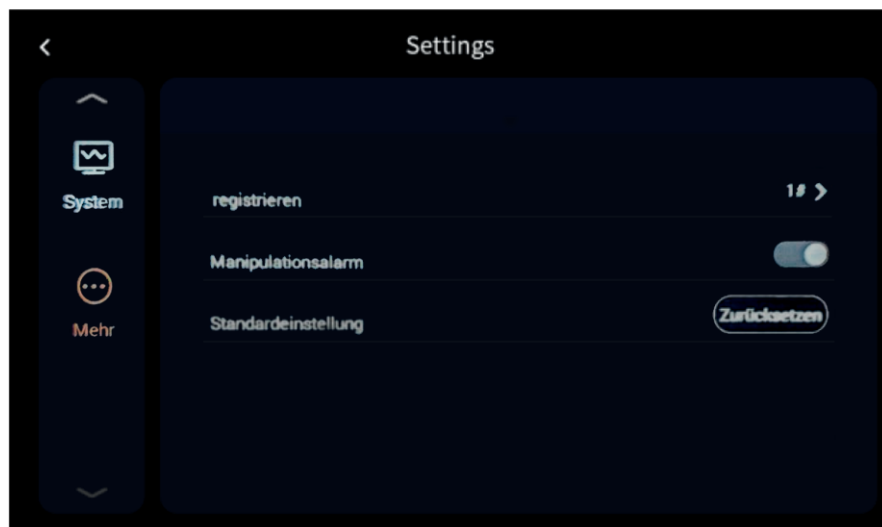 Settings
System
Mehr
registrieren
1#
Manipulationsalarm
Standardeinstellung
Zurücksetzen